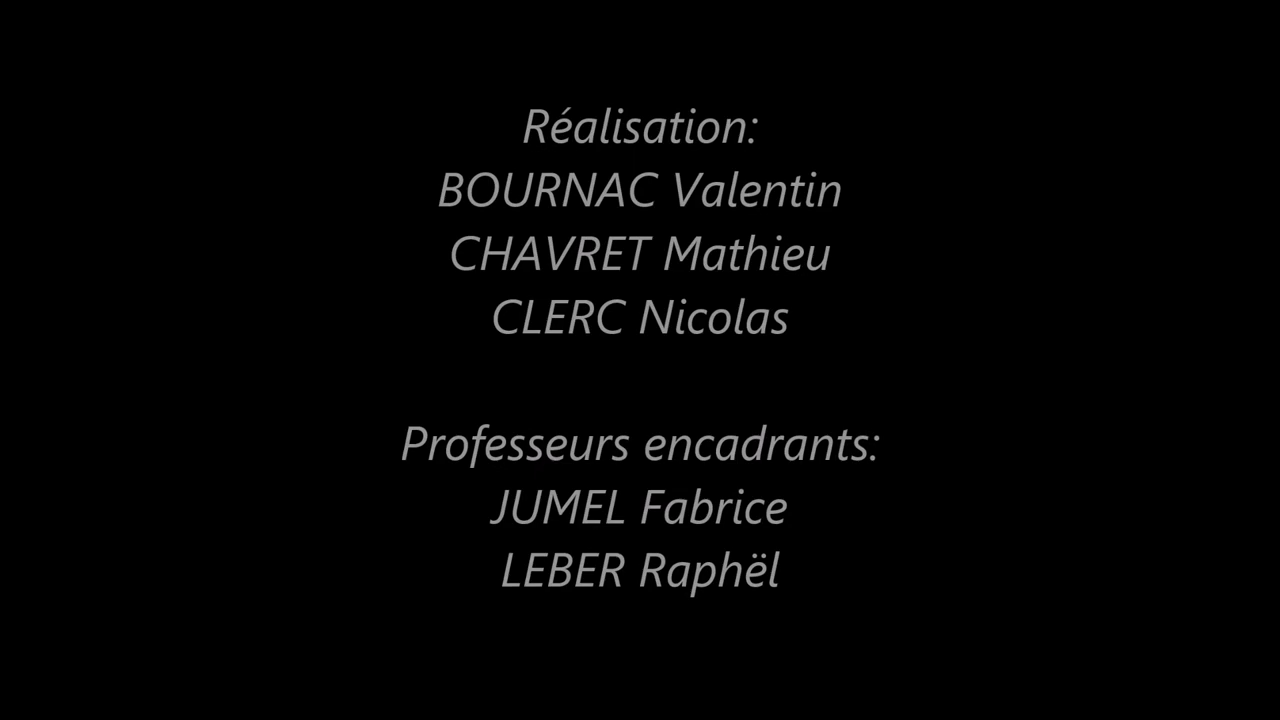 Réalisation:
BOURNAC Valentin
CHAVRET Mathieu
CLERC Nicolas
Professeurs encadrants:
JUMEL Fabrice
LEBER Raphël